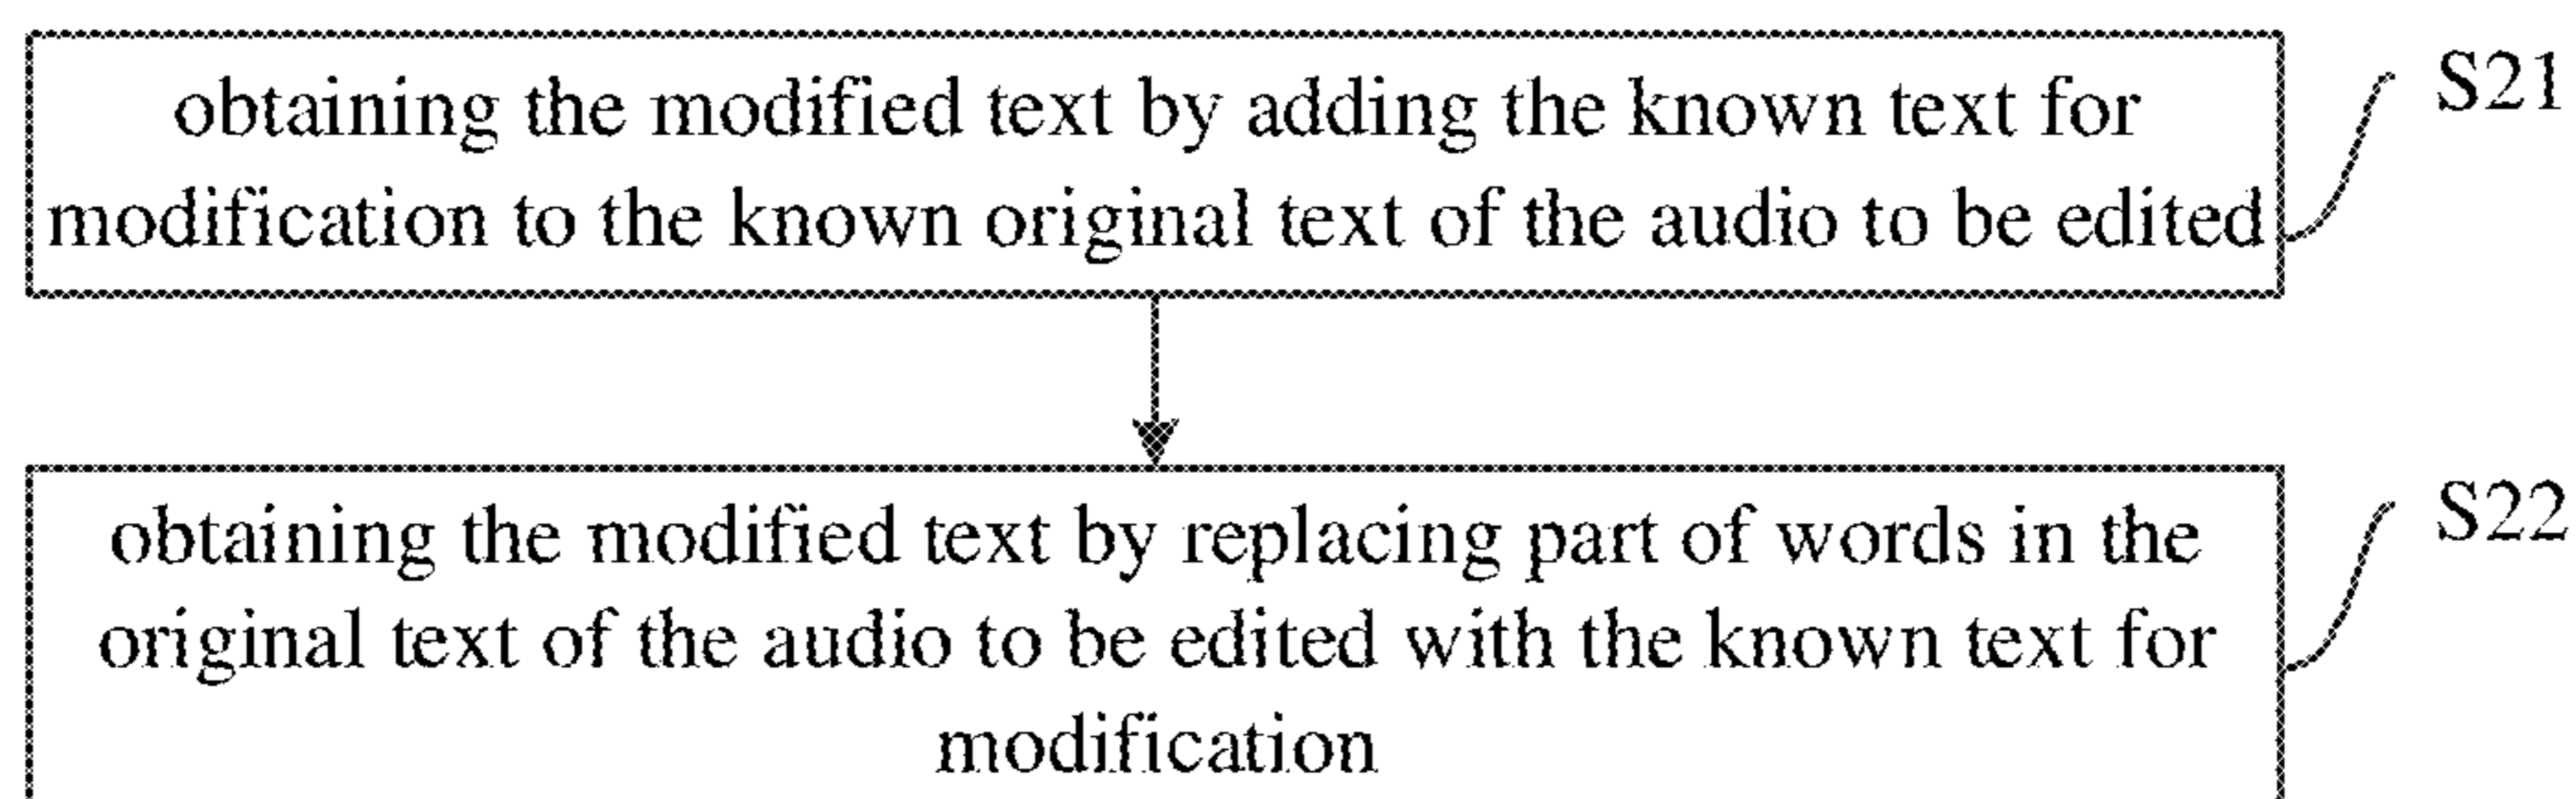 obtaining the modified text by adding the known text for
modification to the known original text of the audio to be edited
S21
obtaining the modified text by replacing part of words in the
original text of the audio to be edited with the known text for
modification
S22